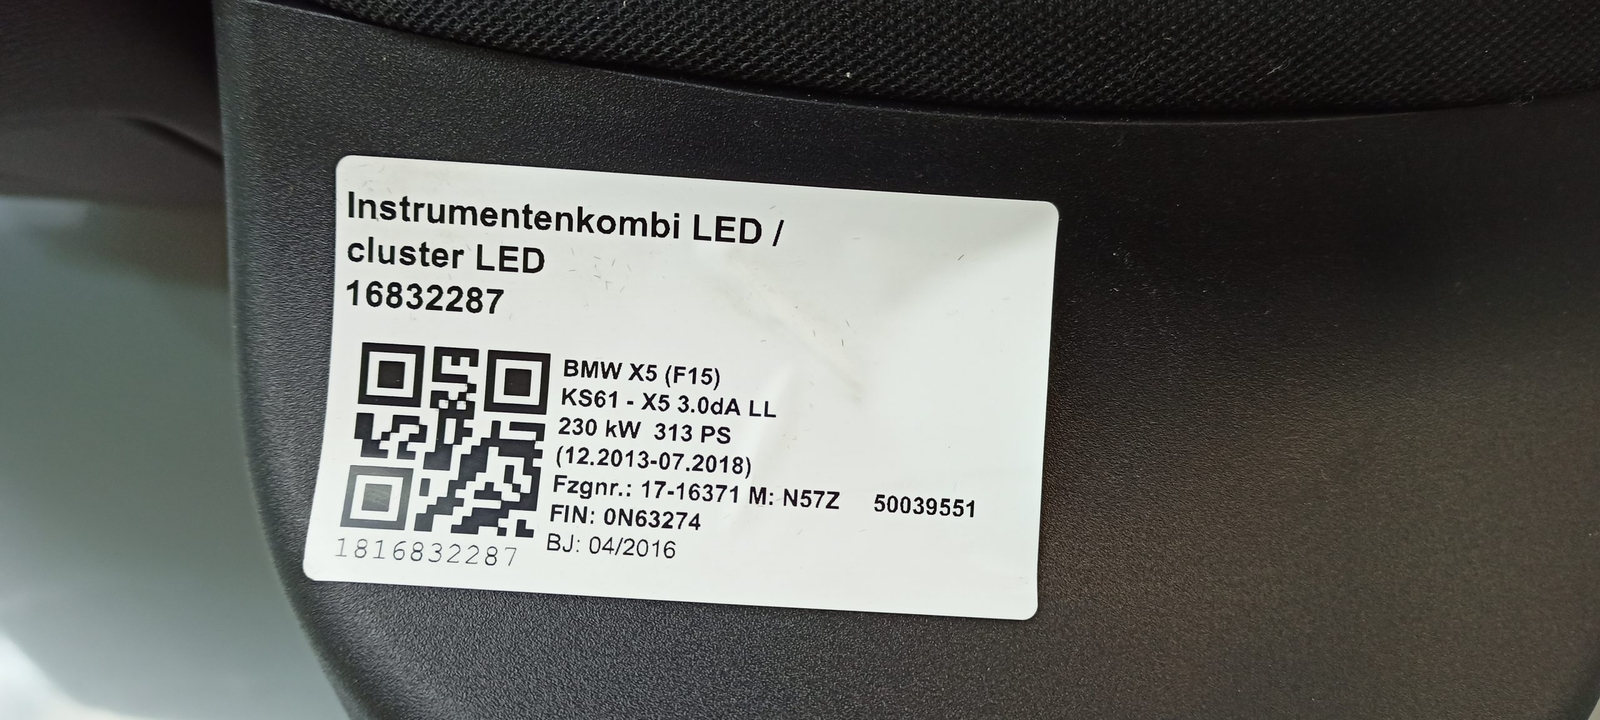 Instrumentenkombi LED /
cluster LED
16832287
BMW X5 (F15)
KS61 - X5 3.0dA LL
230 kW 313 PS
(12.2013-07.2018)
Fzgnr.: 17-16371 M: N57Z 50039551
FIN: 0N63274
BJ: 04/2016
1816832287